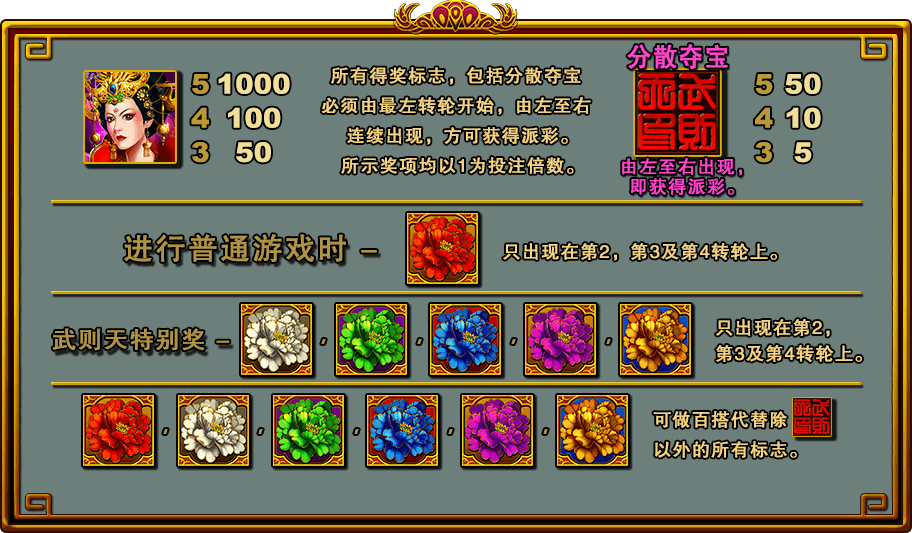 5 1000
4 100
3 50
所有得奖标志，包括分散夺宝
必须由最左转轮开始，由左至右
连续出现，方可获得派彩。
所示奖项均以1为投注倍数。
分散夺宝
武则天印
由左至右出现，
即获得派彩。
5 50
4 10
3 5
进行普通游戏时 –
只出现在第2，第3及第4转轮上。
武则天特别奖 –
只出现在第2，
第3及第4转轮上。
可做百搭代替除
以外的所有标志。